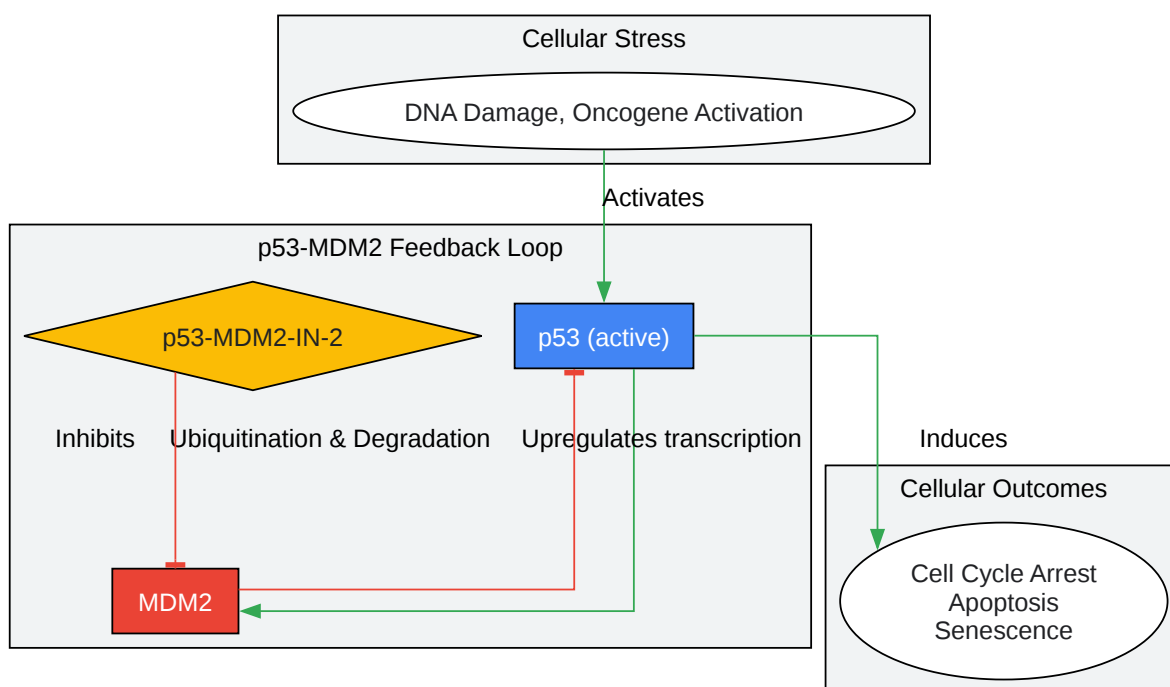 Cellular Stress
DNA Damage, Oncogene Activation
Activates
p53-MDM2 Feedback Loop
p53-MDM2-IN-2
p53 (active)
Inhibits
Ubiquitination & Degradation
Upregulates transcription
Induces
MDM2
Cellular Outcomes
Cell Cycle Arrest
Apoptosis
Senescence